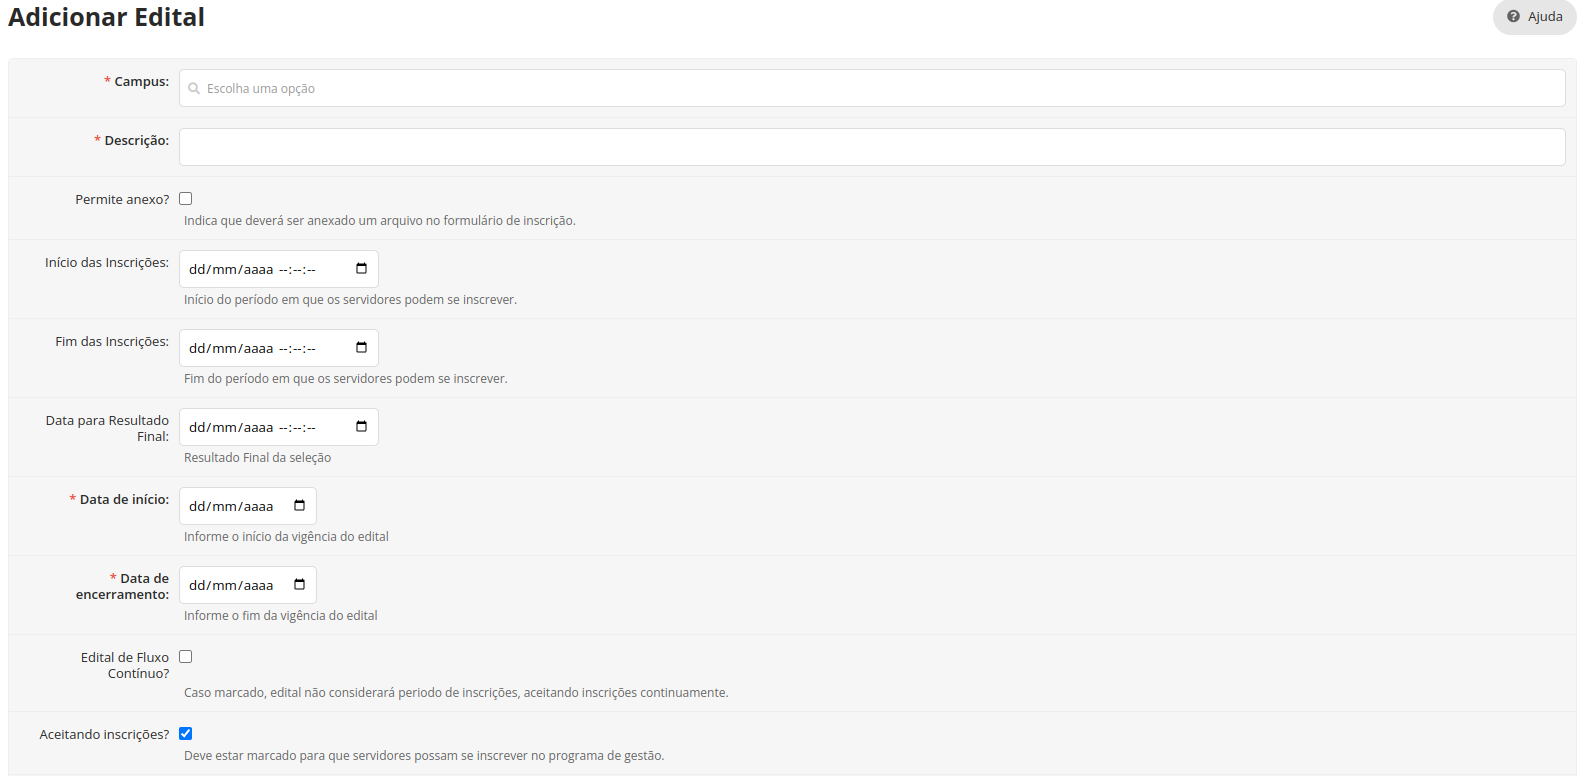 Adicionar Edital
Ajuda
* Campus:
Escolha uma opção
* Descrição:
Permite anexo?
Indica que deverá ser anexado um arquivo no formulário de inscrição.
Início das Inscrições:
dd/mm/aaaa --:--:--
Início do período em que os servidores podem se inscrever.
Fim das Inscrições:
dd/mm/aaaa --:--:--
Fim do período em que os servidores podem se inscrever.
Data para Resultado
Final:
dd/mm/aaaa --:--:--
Resultado Final da seleção
* Data de início:
dd/mm/aaaa
Informe o início da vigência do edital
* Data de
encerramento:
dd/mm/aaaa
Informe o fim da vigência do edital
Edital de Fluxo
Contínuo?
Caso marcado, edital não considerará periodo de inscrições, aceitando inscrições continuamente.
Aceitando inscrições?
Deve estar marcado para que servidores possam se inscrever no programa de gestão.